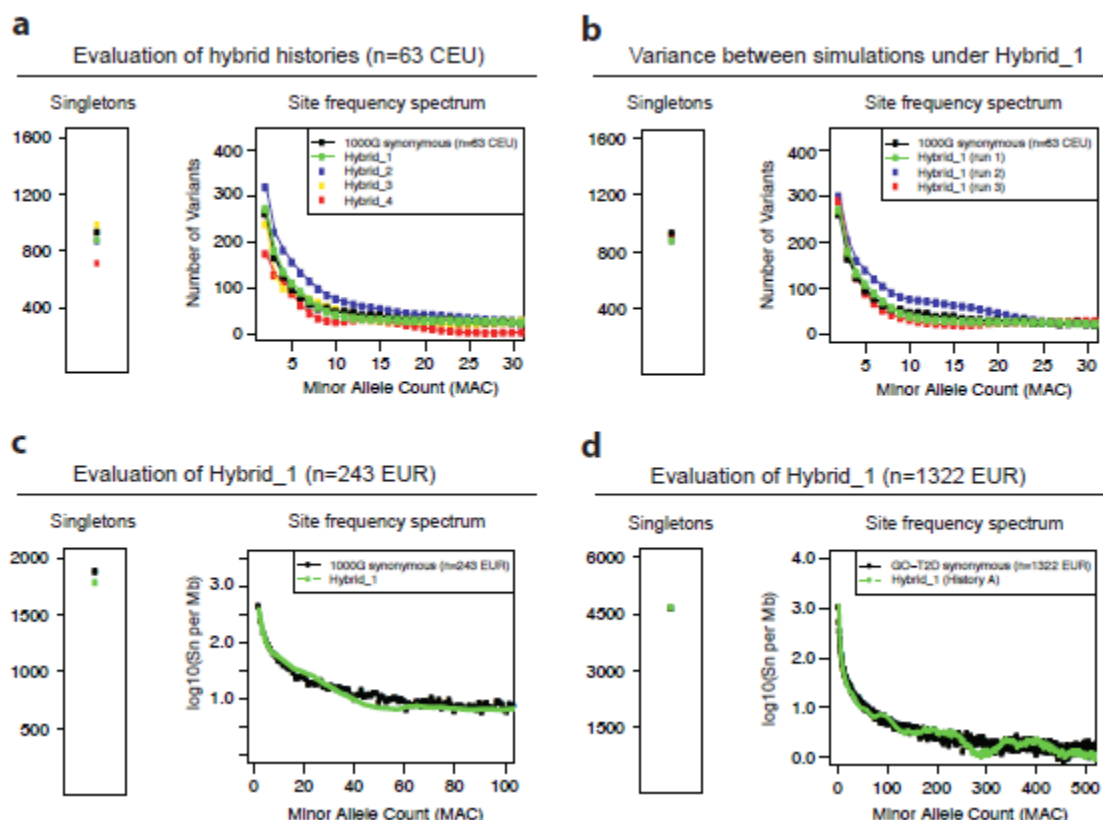 a
Evaluation of hybrid histories (n=63 CEU)
Singletons
Site frequency spectrum
1600
1200
800
400
Number of Variants
400
300
200
100
0
1000G synonymous (n=63 CEU)
Hybrid_1
Hybrid_2
Hybrid_3
Hybrid_4
5 10 15 20 25 30
Minor Allele Count (MAC)
b
Variance between simulations under Hybrid_1
Singletons
Site frequency spectrum
1600
1200
800
400
Number of Variants
400
300
200
100
0
1000G synonymous (n=63 CEU)
Hybrid_1 (run 1)
Hybrid_1 (run 2)
Hybrid_1 (run 3)
5 10 15 20 25 30
Minor Allele Count (MAC)
c
Evaluation of Hybrid_1 (n=243 EUR)
Singletons
Site frequency spectrum
2000
1500
1000
500
log10(Sn per Mb)
3.0
2.0
1.0
1000G synonymous (n=243 EUR)
Hybrid_1
0 20 40 60 80 100
Minor Allele Count (MAC)
d
Evaluation of Hybrid_1 (n=1322 EUR)
Singletons
Site frequency spectrum
6000
4500
3000
1500
log10(Sn per Mb)
4.0
3.0
2.0
1.0
0.0
GO-T2D synonymous (n=1322 EUR)
Hybrid_1 (History A)
0 100 200 300 400 500
Minor Allele Count (MAC)